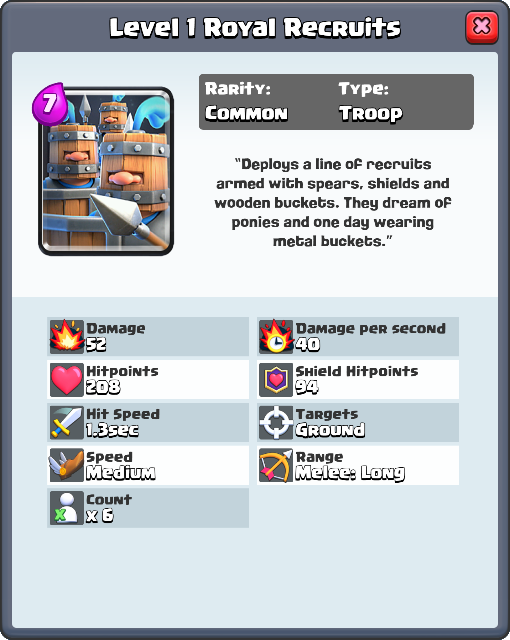 Level 1 Royal Recruits
7
Rarity:
Common
Type:
Troop
"Deploys a line of recruits
armed with spears, shields and
wooden buckets. They dream of
ponies and one day wearing
metal buckets."
Damage
52
Damage per second
40
Hitpoints
208
Shield Hitpoints
94
Hit Speed
1.3sec
Targets
Ground
Speed
Medium
Range
Melee: Long
Count
x 6